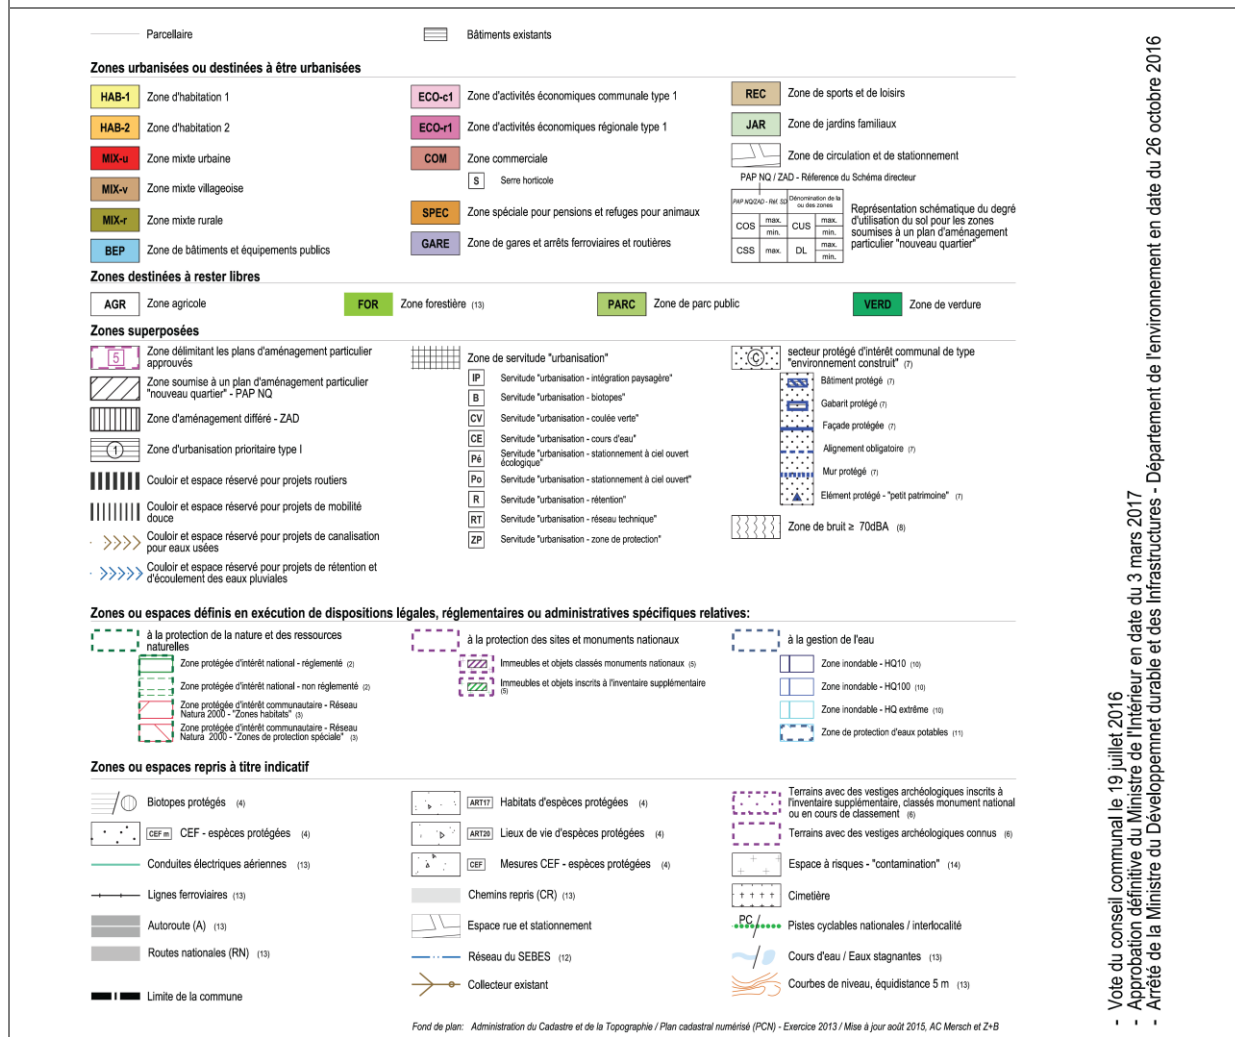 Parcellaire
Bâtiments existants
Zones urbanisées ou destinées à être urbanisées
HAB-1 Zone d'habitation 1
HAB-2 Zone d'habitation 2
MIX-u Zone mixte urbaine
MIX-v Zone mixte villageoise
MIX-r Zone mixte rurale
BEP Zone de bâtiments et équipements publics
ECO-c1 Zone d'activités économiques communale type 1
ECO-r1 Zone d'activités économiques régionale type 1
COM Zone commerciale
S Serre horticole
SPEC Zone spéciale pour pensions et refuges pour animaux
GARE Zone de gares et arrêts ferroviaires et routières
REC Zone de sports et de loisirs
JAR Zone de jardins familiaux
Zone de circulation et de stationnement
PAP NQ / ZAD - Réference du Schéma directeur
PAP NQ/ZAD - Réf. SD Dénomination de la
ou des zones
COS max. CUS max.
min. min.
CSS max. DL max.
min.
Représentation schématique du degré
d'utilisation du sol pour les zones
soumises à un plan d'aménagement
particulier "nouveau quartier"
Zones destinées à rester libres
AGR Zone agricole
FOR Zone forestière (13)
PARC Zone de parc public
VERD Zone de verdure
Zones superposées
5 Zone délimitant les plans d'aménagement particulier
approuvés
Zone soumise à un plan d'aménagement particulier
"nouveau quartier" - PAP NQ
Zone d'aménagement différé - ZAD
1 Zone d'urbanisation prioritaire type I
Couloir et espace réservé pour projets routiers
Couloir et espace réservé pour projets de mobilité
douce
Couloir et espace réservé pour projets de canalisation
pour eaux usées
Couloir et espace réservé pour projets de rétention et
d'écoulement des eaux pluviales
Zone de servitude "urbanisation"
IP Servitude "urbanisation - intégration paysagère"
B Servitude "urbanisation - biotopes"
CV Servitude "urbanisation - coulée verte"
CE Servitude "urbanisation - cours d'eau"
Pé Servitude "urbanisation - stationnement à ciel ouvert
écologique"
Po Servitude "urbanisation - stationnement à ciel ouvert"
R Servitude "urbanisation - rétention"
RT Servitude "urbanisation - réseau technique"
ZP Servitude "urbanisation - zone de protection"
C secteur protégé d'intérêt communal de type
"environnement construit" (7)
Bâtiment protégé (7)
Gabarit protégé (7)
Façade protégée (7)
Alignement obligatoire (7)
Mur protégé (7)
Elément protégé - "petit patrimoine" (7)
Zone de bruit ≥ 70dBA (8)
Zones ou espaces définis en exécution de dispositions légales, réglementaires ou administratives spécifiques relatives:
à la protection de la nature et des ressources
naturelles
Zone protégée d'intérêt national - réglementé (2)
Zone protégée d'intérêt national - non réglementé (2)
Zone protégée d'intérêt communautaire - Réseau
Natura 2000 - "Zones habitats" (3)
Zone protégée d'intérêt communautaire - Réseau
Natura 2000 - "Zones de protection spéciale" (3)
à la protection des sites et monuments nationaux
Immeubles et objets classés monuments nationaux (5)
Immeubles et objets inscrits à l'inventaire supplémentaire
(5)
à la gestion de l'eau
Zone inondable - HQ10 (10)
Zone inondable - HQ100 (10)
Zone inondable - HQ extrême (10)
Zone de protection d'eaux potables (11)
Zones ou espaces repris à titre indicatif
Biotopes protégés (4)
CEF m CEF - espèces protégées (4)
Conduites électriques aériennes (13)
Lignes ferroviaires (13)
Autoroute (A) (13)
Routes nationales (RN) (13)
Limite de la commune
ART17 Habitats d'espèces protégées (4)
ART20 Lieux de vie d'espèces protégées (4)
CEF Mesures CEF - espèces protégées (4)
Chemins repris (CR) (13)
Espace rue et stationnement
Réseau du SEBES (12)
Collecteur existant
Terrains avec des vestiges archéologiques inscrits à
l'inventaire supplémentaire, classés monument national
ou en cours de classement (6)
Terrains avec des vestiges archéologiques connus (6)
Espace à risques - "contamination" (14)
Cimetière
PC Pistes cyclables nationales / interlocalité
Cours d'eau / Eaux stagnantes (13)
Courbes de niveau, équidistance 5 m (13)
Fond de plan: Administration du Cadastre et de la Topographie / Plan cadastral numérisé (PCN) - Exercice 2013 / Mise à jour août 2015, AC Mersch et Z+B
- Vote du conseil communal le 19 juillet 2016
- Approbation définitive du Ministre de l'Intérieur en date du 3 mars 2017
- Arrêté de la Ministre du Développemnet durable et des Infrastructures - Département de l'environnement en date du 26 octobre 2016